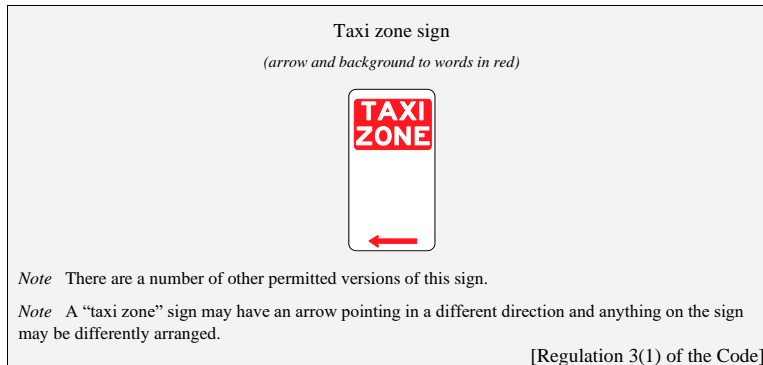 Taxi zone sign
(arrow and background to words in red)
TAXI
ZONE
Note There are a number of other permitted versions of this sign.
Note A “taxi zone” sign may have an arrow pointing in a different direction and anything on the sign
may be differently arranged.
[Regulation 3(1) of the Code]